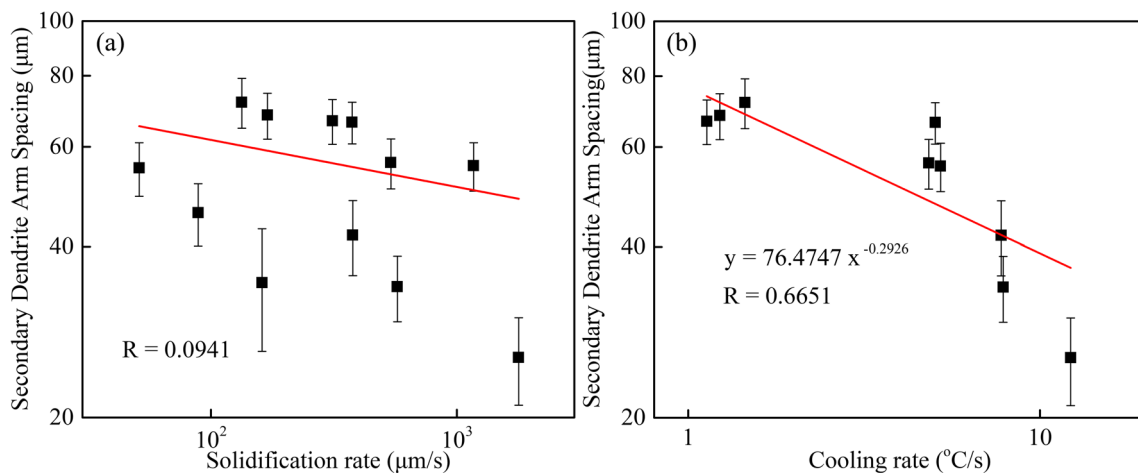 (a)
Secondary Dendrite Arm Spacing (μm)
100
80
60
40
20
R = 0.0941
10²
10³
Solidification rate (μm/s)
(b)
Secondary Dendrite Arm Spacing(μm)
100
80
60
40
20
y = 76.4747 x^-0.2926
R = 0.6651
1
10
Cooling rate (°C/s)